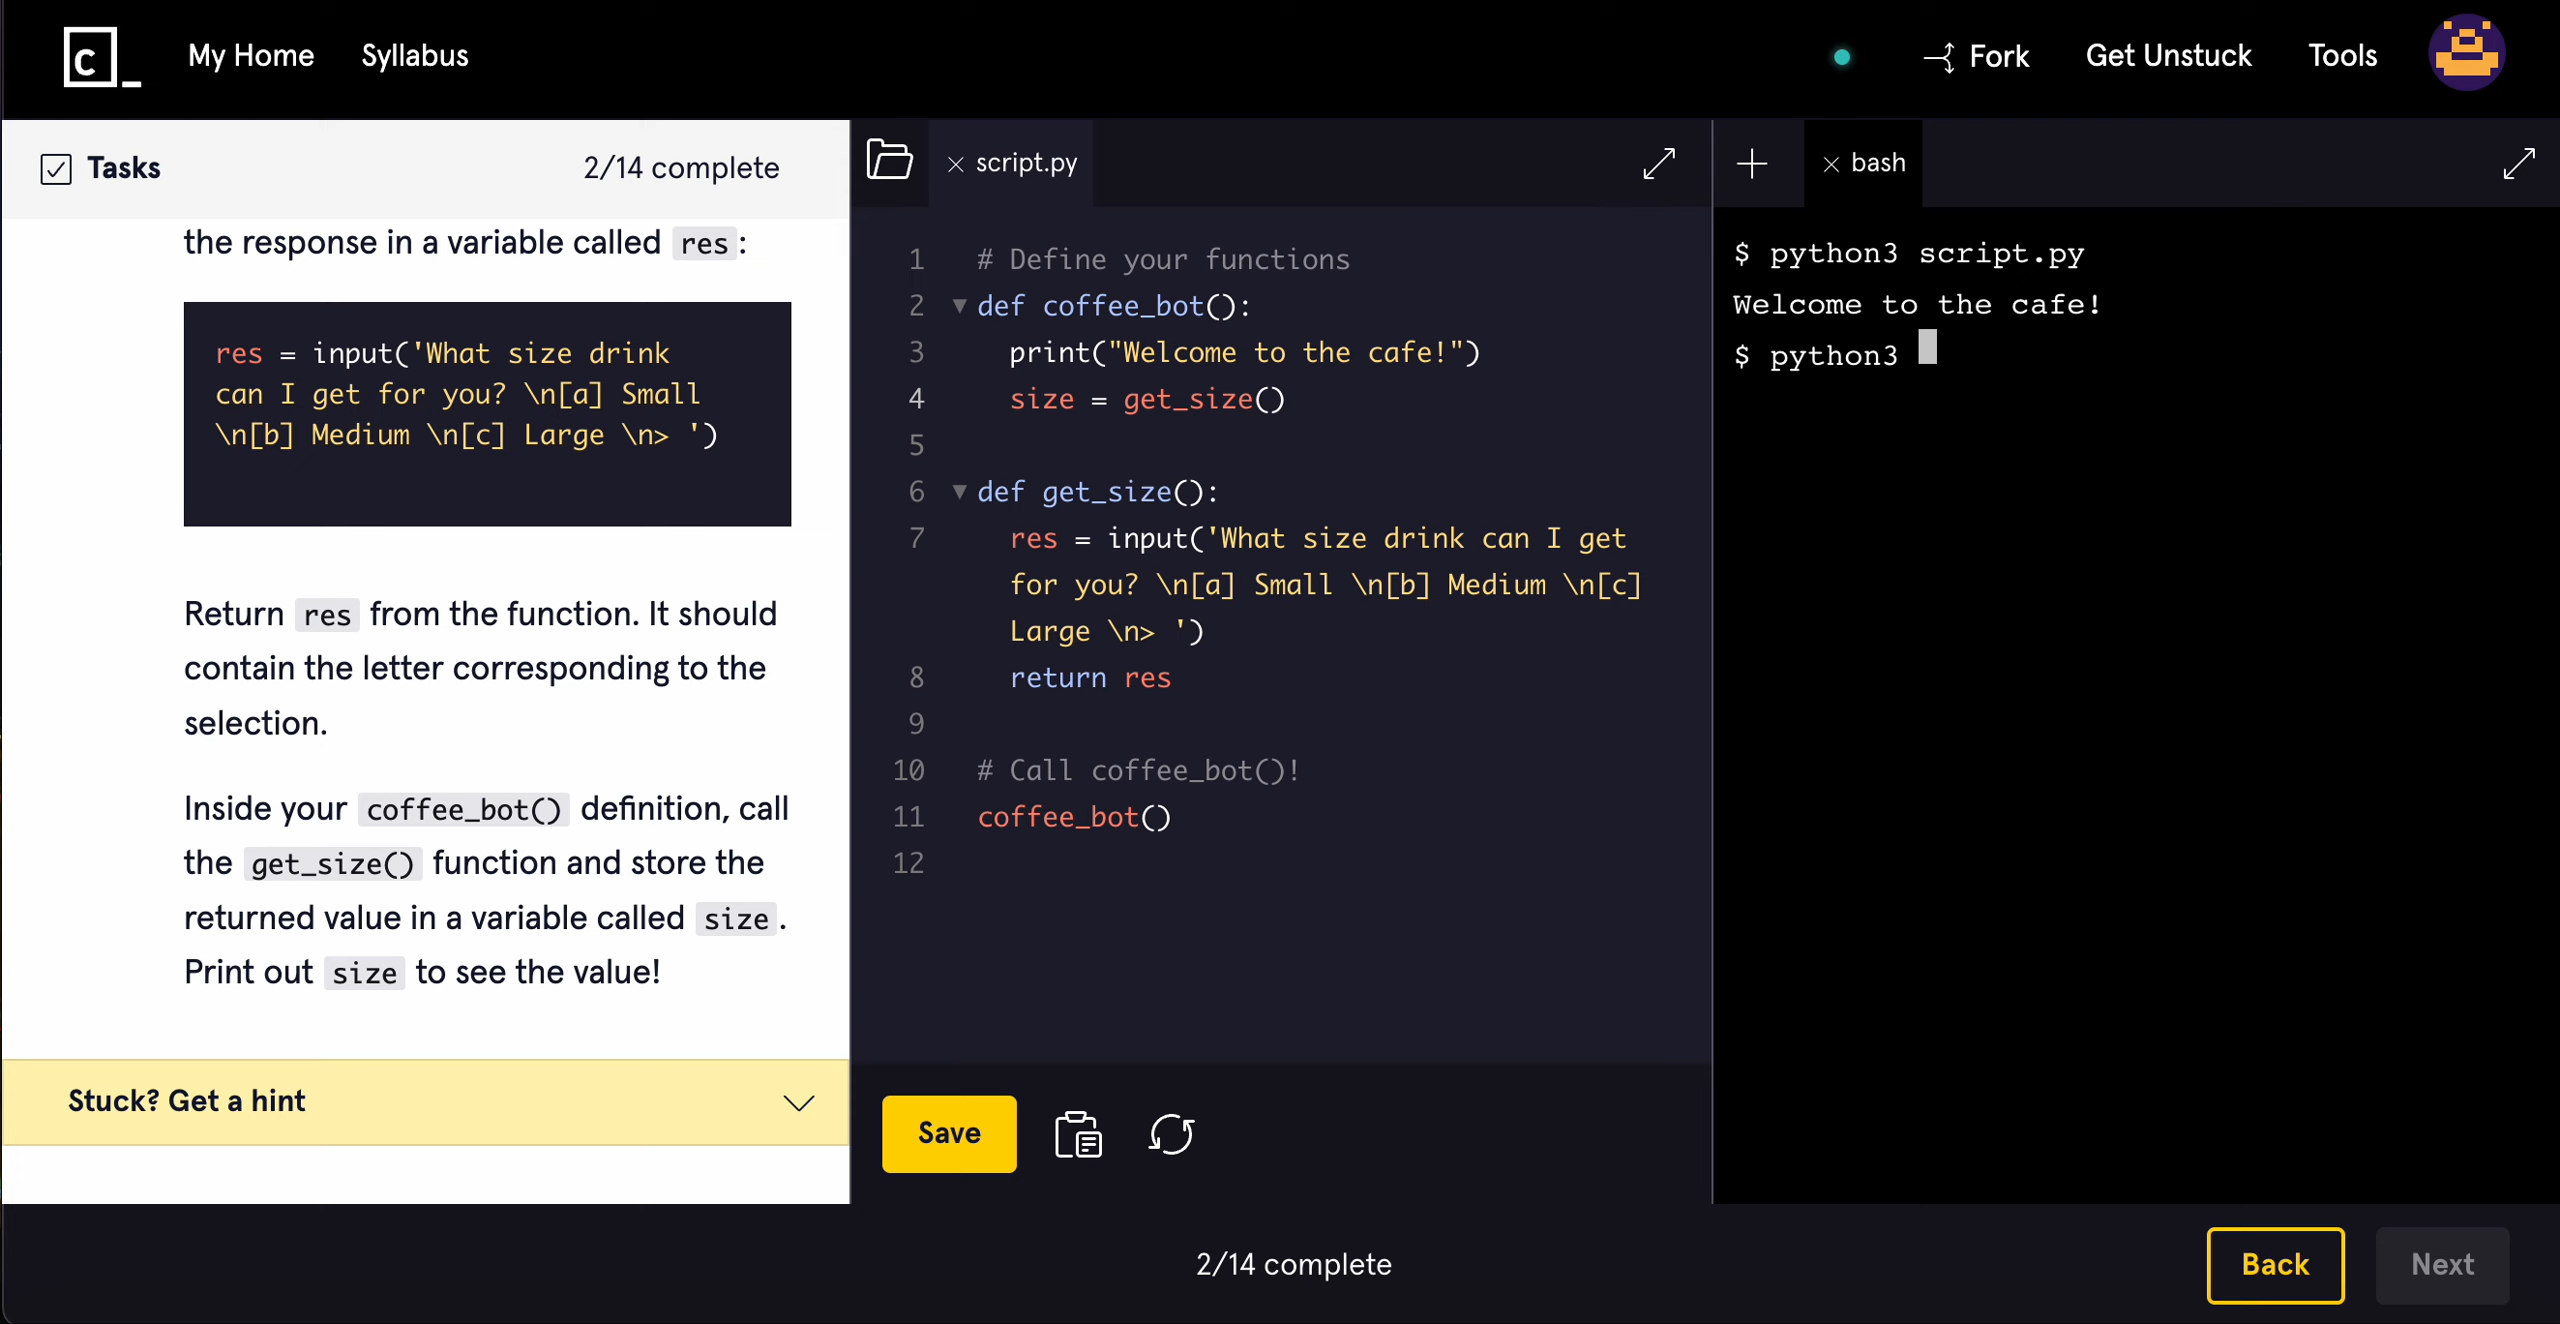 C_ My Home Syllabus Fork Get Unstuck Tools
Tasks 2/14 complete
the response in a variable called res:
res = input('What size drink
can I get for you? \n[a] Small
\n[b] Medium \n[c] Large \n> ')
Return res from the function. It should
contain the letter corresponding to the
selection.
Inside your coffee_bot() definition, call
the get_size() function and store the
returned value in a variable called size.
Print out size to see the value!
Stuck? Get a hint
script.py
1 # Define your functions
2 def coffee_bot():
3 print("Welcome to the cafe!")
4 size = get_size()
5
6 def get_size():
7 res = input('What size drink can I get
for you? \n[a] Small \n[b] Medium \n[c]
Large \n> ')
8 return res
9
10 # Call coffee_bot()!
11 coffee_bot()
12
Save
bash
$ python3 script.py
Welcome to the cafe!
$ python3
2/14 complete
Back Next